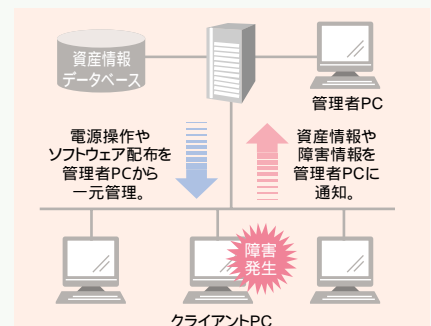 資産情報
データベース
管理者PC
電源操作や
ソフトウェア配布を
管理者PCから
一元管理。
資産情報や
障害情報を
管理者PCに
通知。
障害
発生
クライアントPC